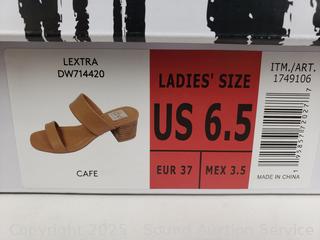 LEXTRA
DW714420
CAFE
LADIES' SIZE
US 6.5
EUR 37
MEX 3.5
ITM./ART.
1749106
MADE IN CHINA
Copyright 2025 - Sound Auction Service